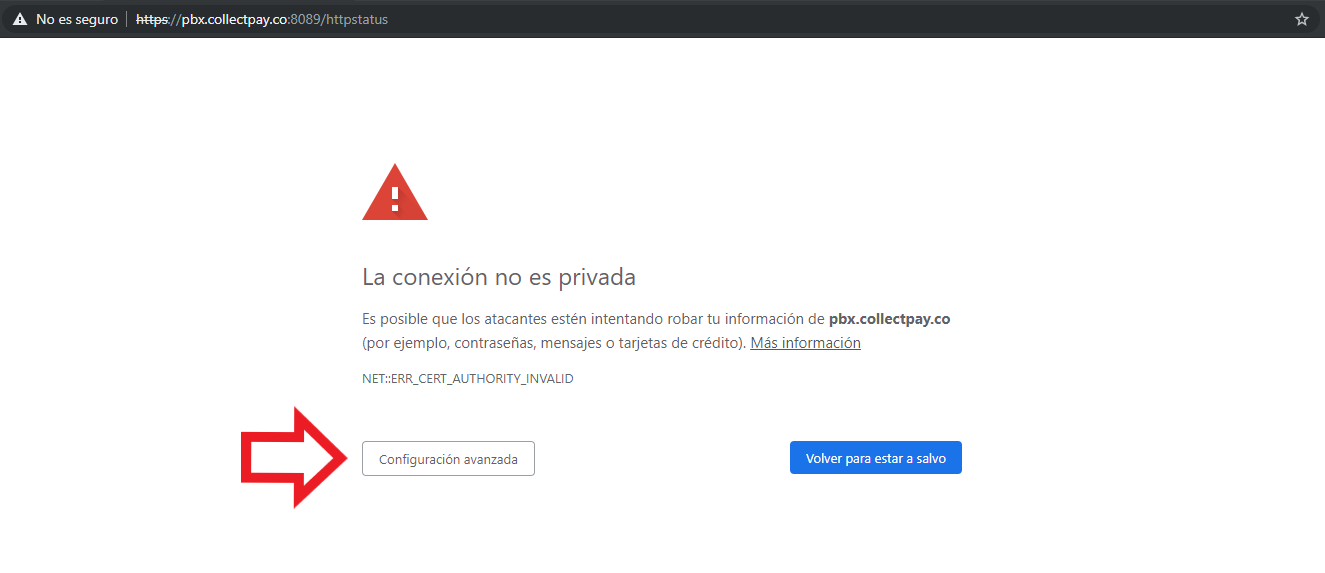 No es seguro | https://pbx.collectpay.co:8089/httpstatus
La conexión no es privada
Es posible que los atacantes estén intentando robar tu información de pbx.collectpay.co
(por ejemplo, contraseñas, mensajes o tarjetas de crédito). Más información
NET::ERR_CERT_AUTHORITY_INVALID
Configuración avanzada
Volver para estar a salvo